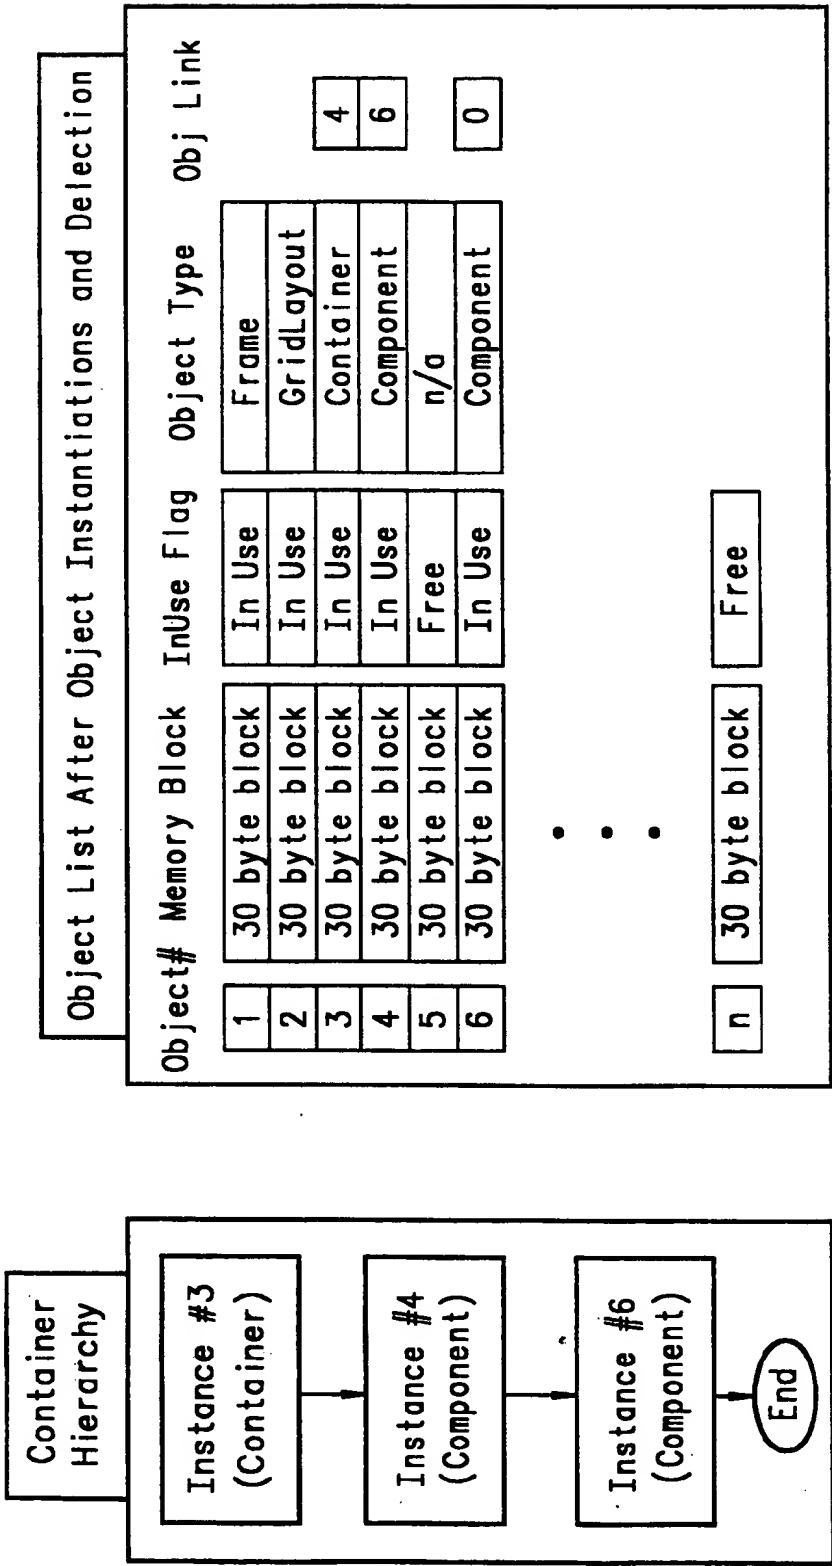 Container
Hierarchy
Instance #3
(Container)
Instance #4
(Component)
Instance #6
(Component)
End
Object List After Object Instantiations and Delection
Object# Memory Block InUse Flag Object Type Obj Link
1 30 byte block In Use Frame
2 30 byte block In Use GridLayout
3 30 byte block In Use Container 4
4 30 byte block In Use Component 6
5 30 byte block Free n/a
6 30 byte block In Use Component 0
n 30 byte block Free